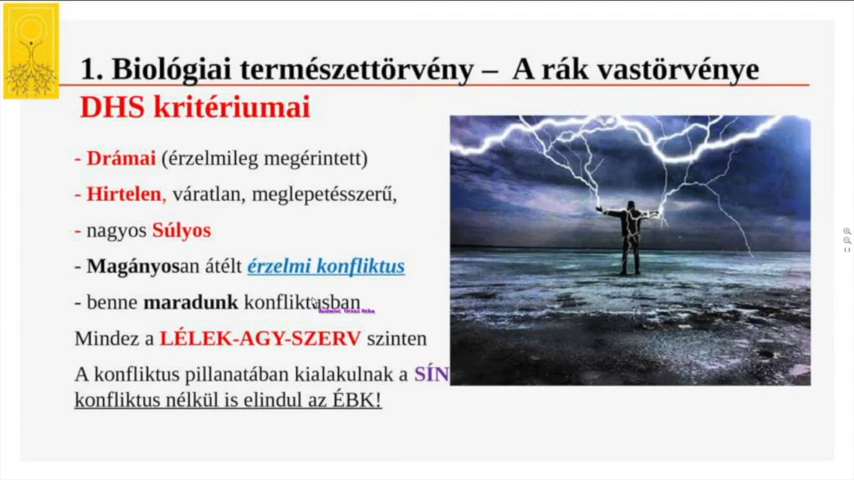 1. Biológiai természettörvény – A rák vastörvénye
DHS kritériumai
- Drámai (érzelmileg megérintett)
- Hirtelen, váratlan, meglepetésszerű,
- nagyos Súlyos
- Magányosan átélt érzelmi konfliktus
- benne maradunk konfliktusban
Mindez a LÉLEK-AGY-SZERV szinten
A konfliktus pillanatában kialakulnak a SÍN
konfliktus nélkül is elindul az ÉBK!